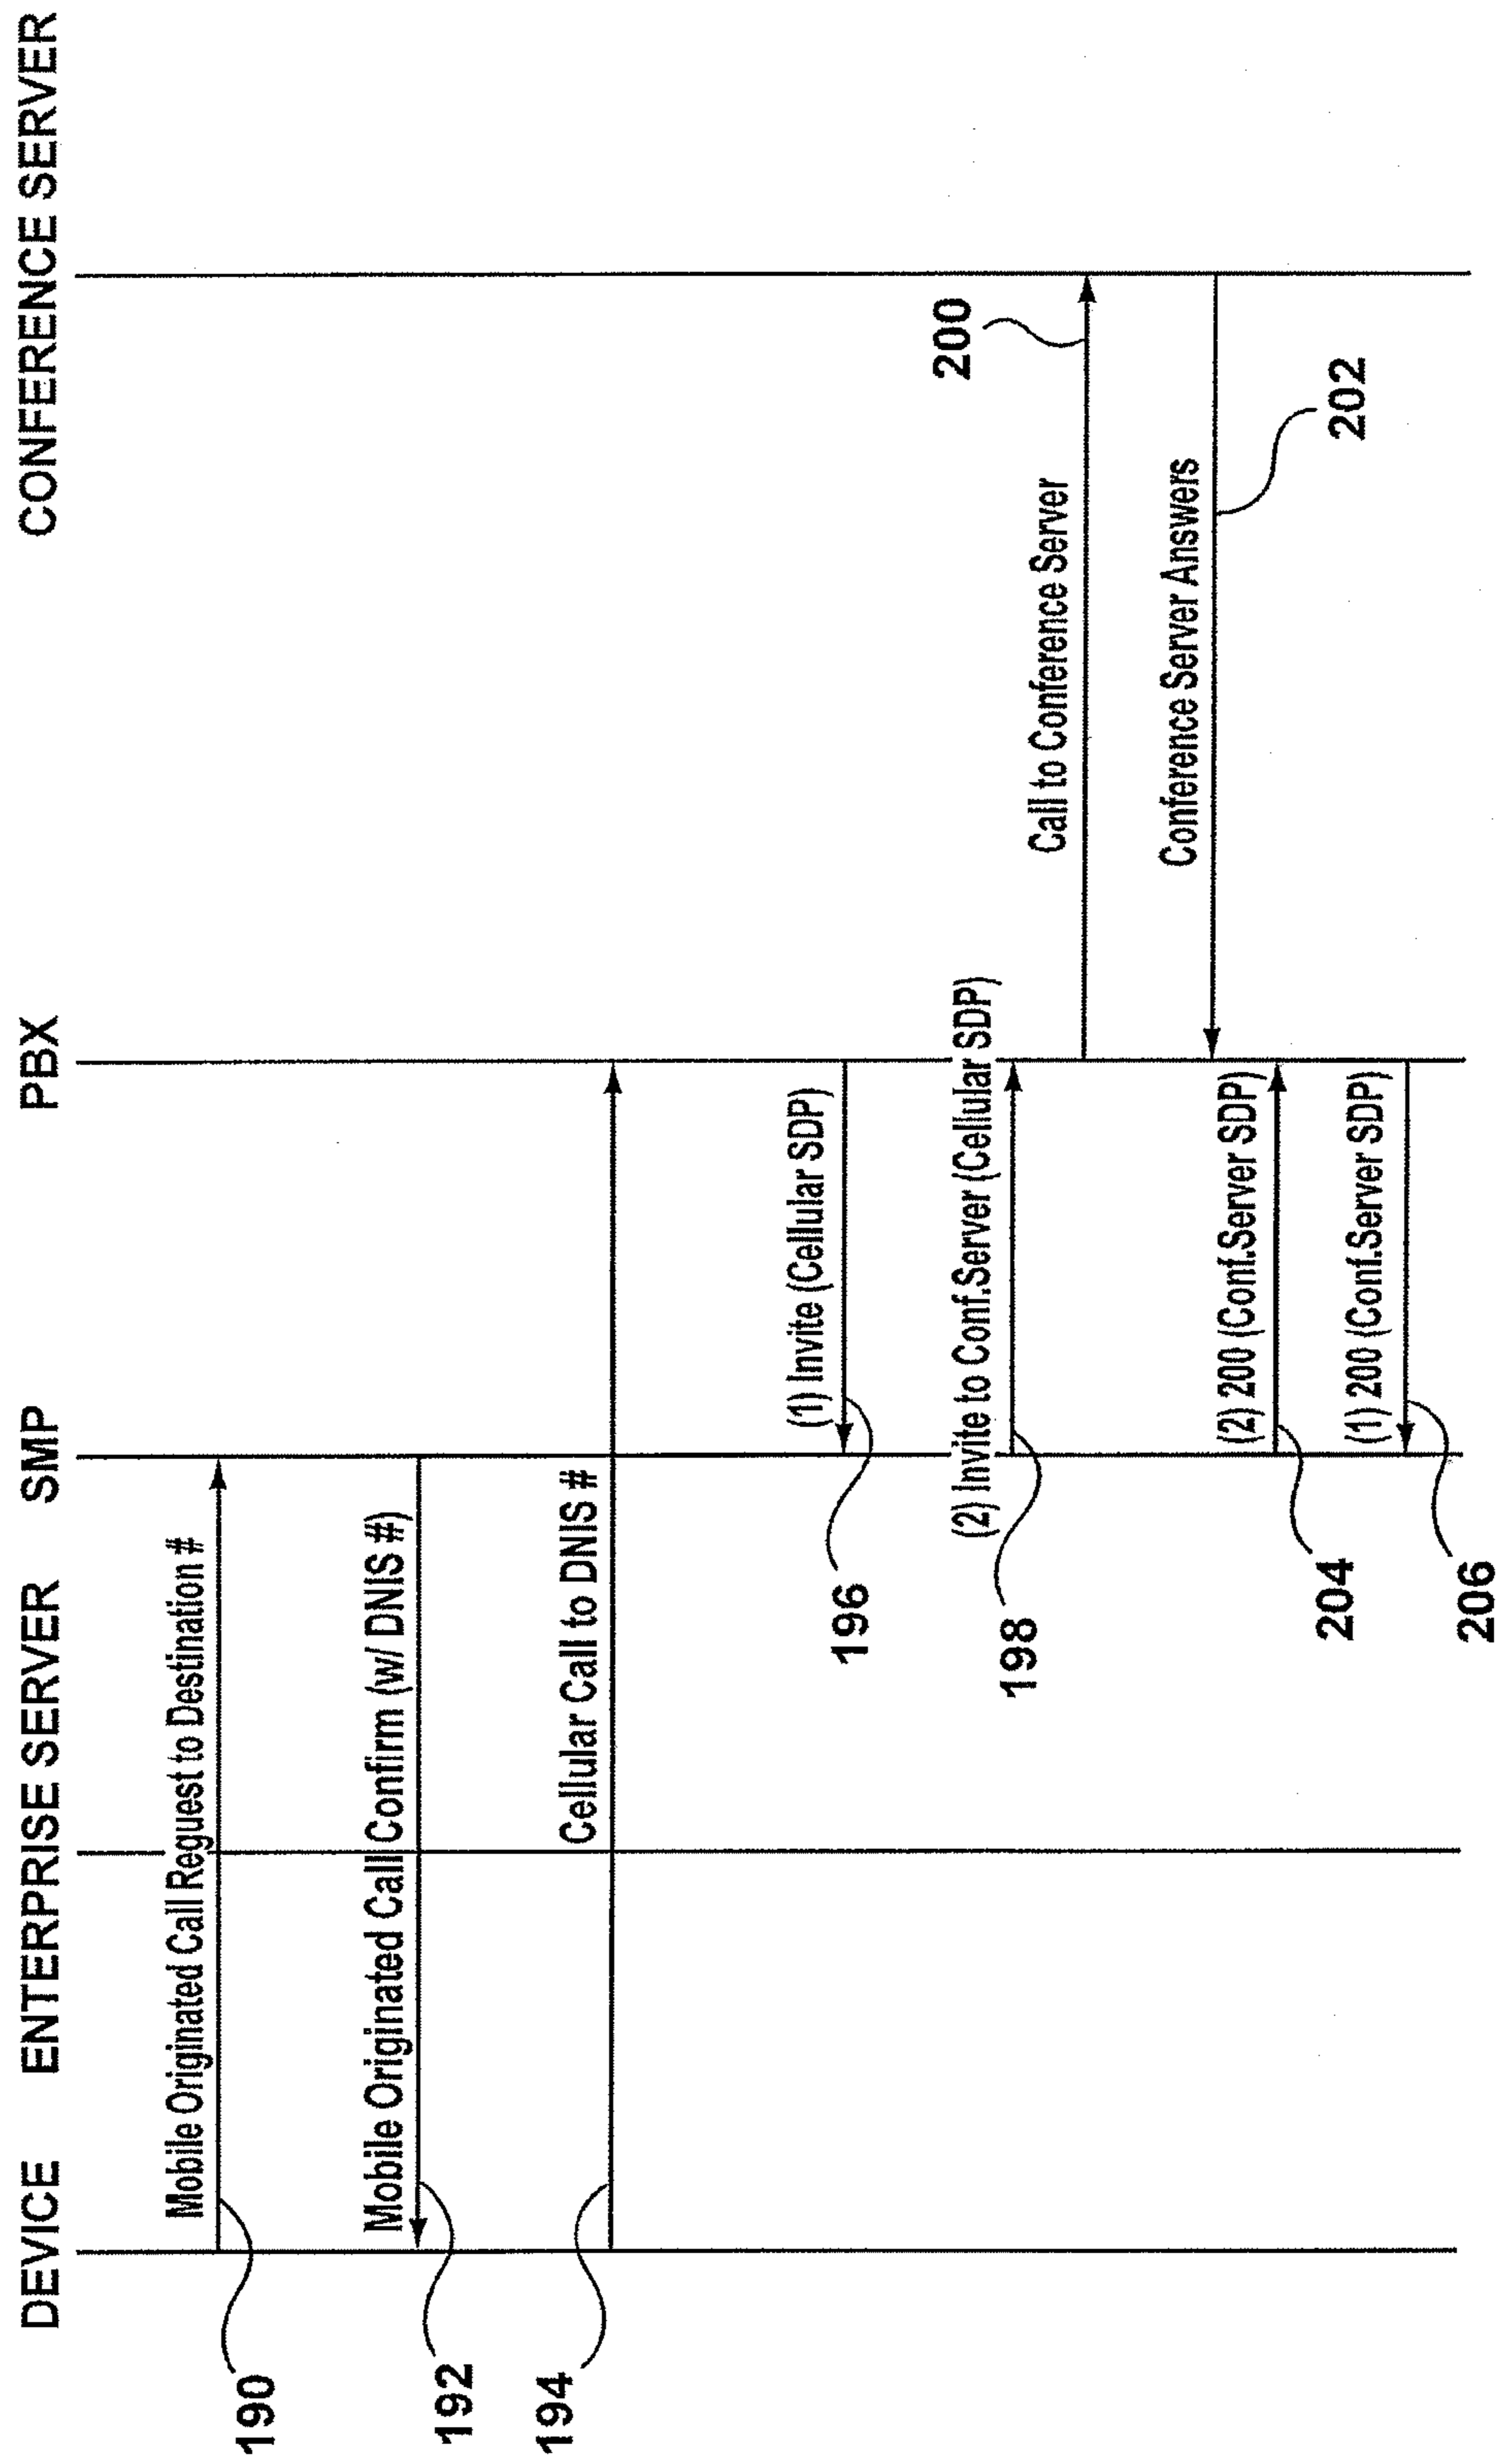 DEVICE ENTERPRISE SERVER SMP PBX CONFERENCE SERVER
Mobile Originated Call Request to Destination #
190
Mobile Originated Call Confirm (w/ DNIS #)
192
Cellular Call to DNIS #
194
(1) Invite (Cellular SDP)
196
(2) Invite to Conf.Server (Cellular SDP)
198
Call to Conference Server
200
Conference Server Answers
202
(2) 200 (Conf.Server SDP)
204
(1) 200 (Conf.Server SDP)
206